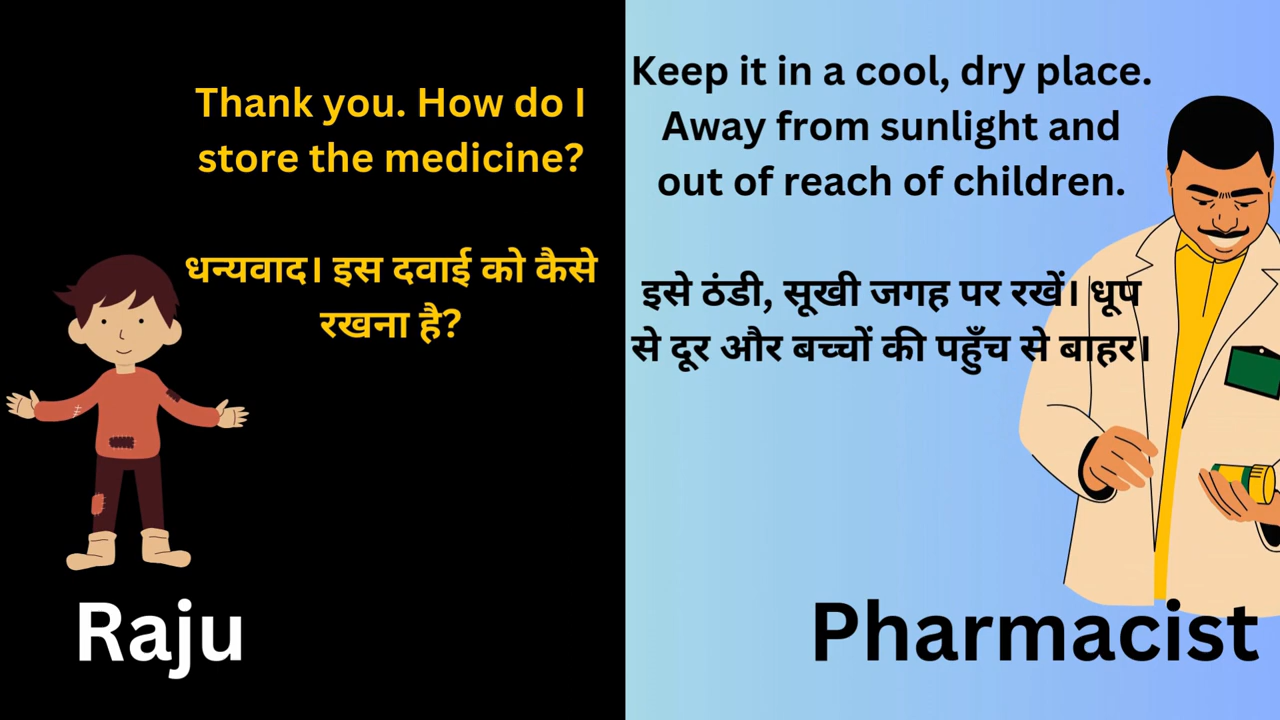 Thank you. How do I
store the medicine?
धन्यवाद। इस दवाई को कैसे
रखना है?
Raju
Keep it in a cool, dry place.
Away from sunlight and
out of reach of children.
इसे ठंडी, सूखी जगह पर रखें। धूप
से दूर और बच्चों की पहुँच से बाहर।
Pharmacist